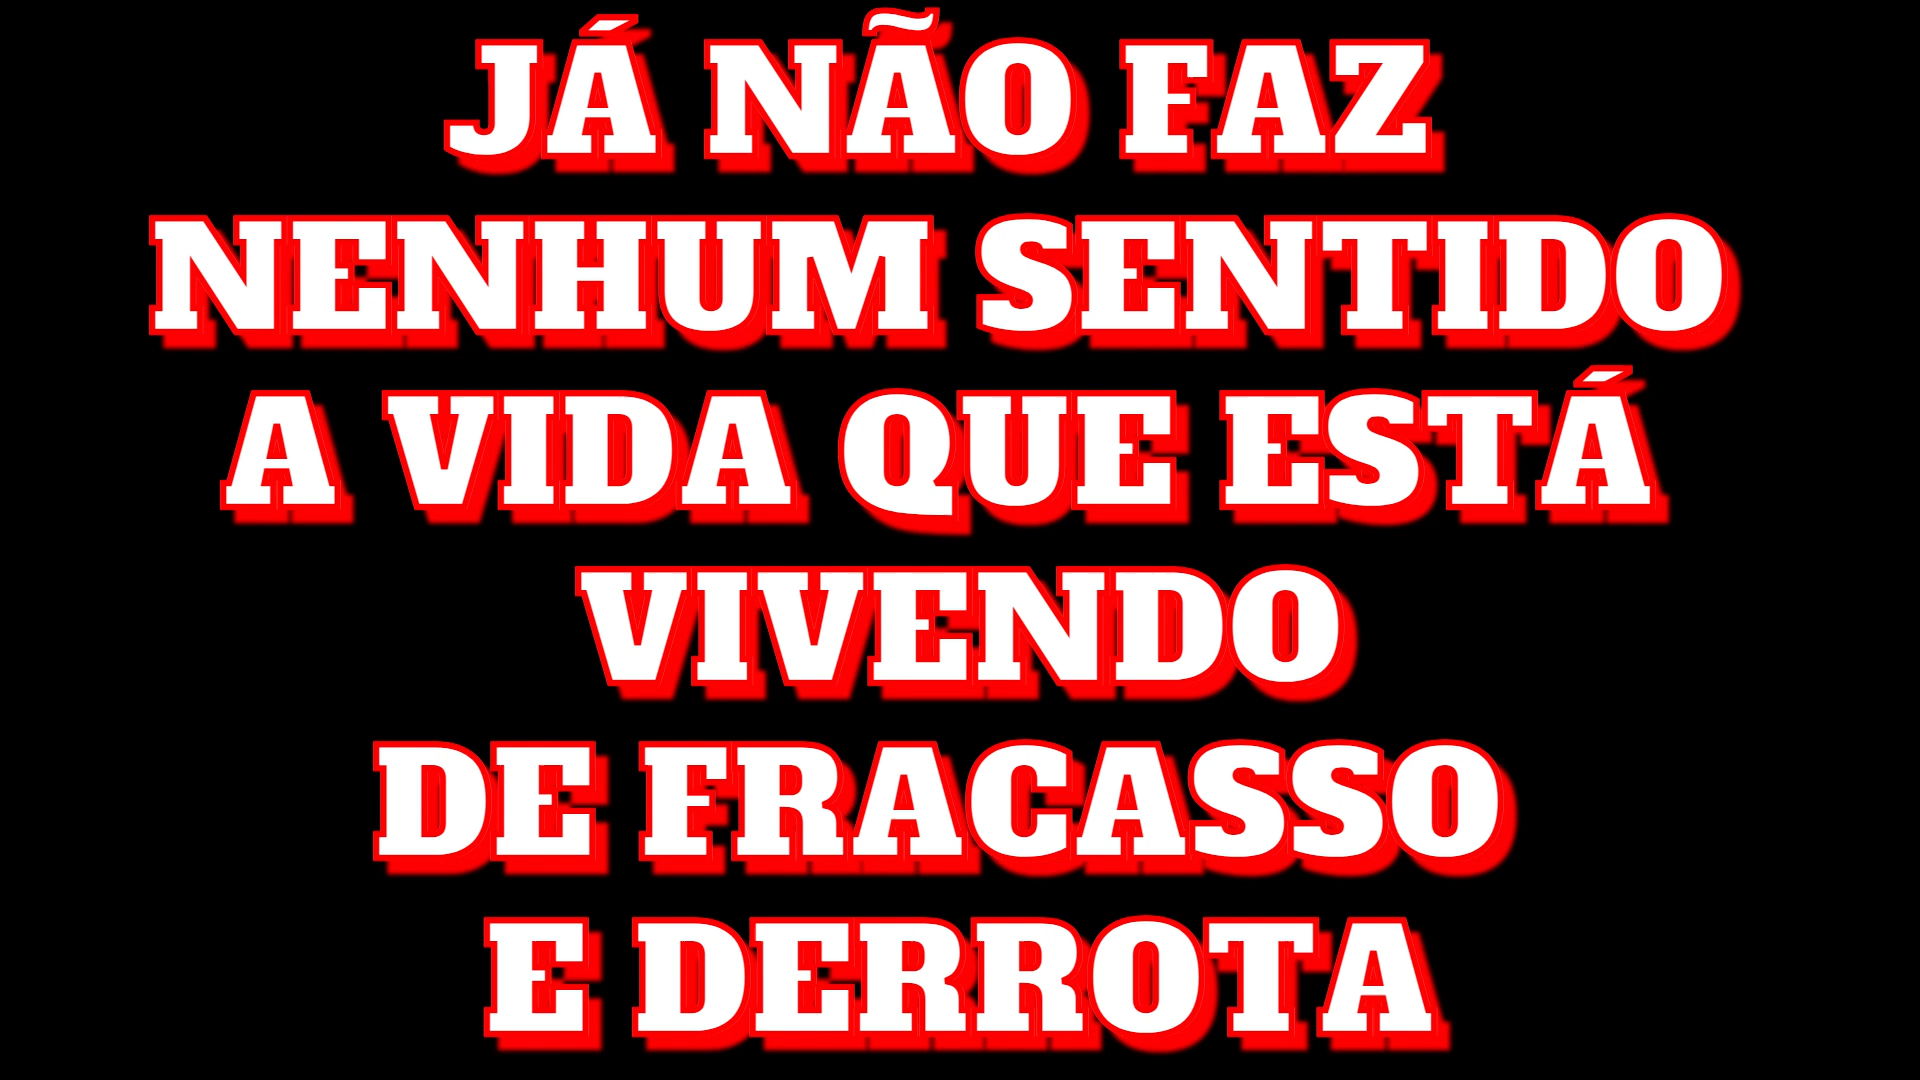 JÁ NÃO FAZ
NENHUM SENTIDO
A VIDA QUE ESTÁ
VIVENDO
DE FRACASSO
E DERROTA